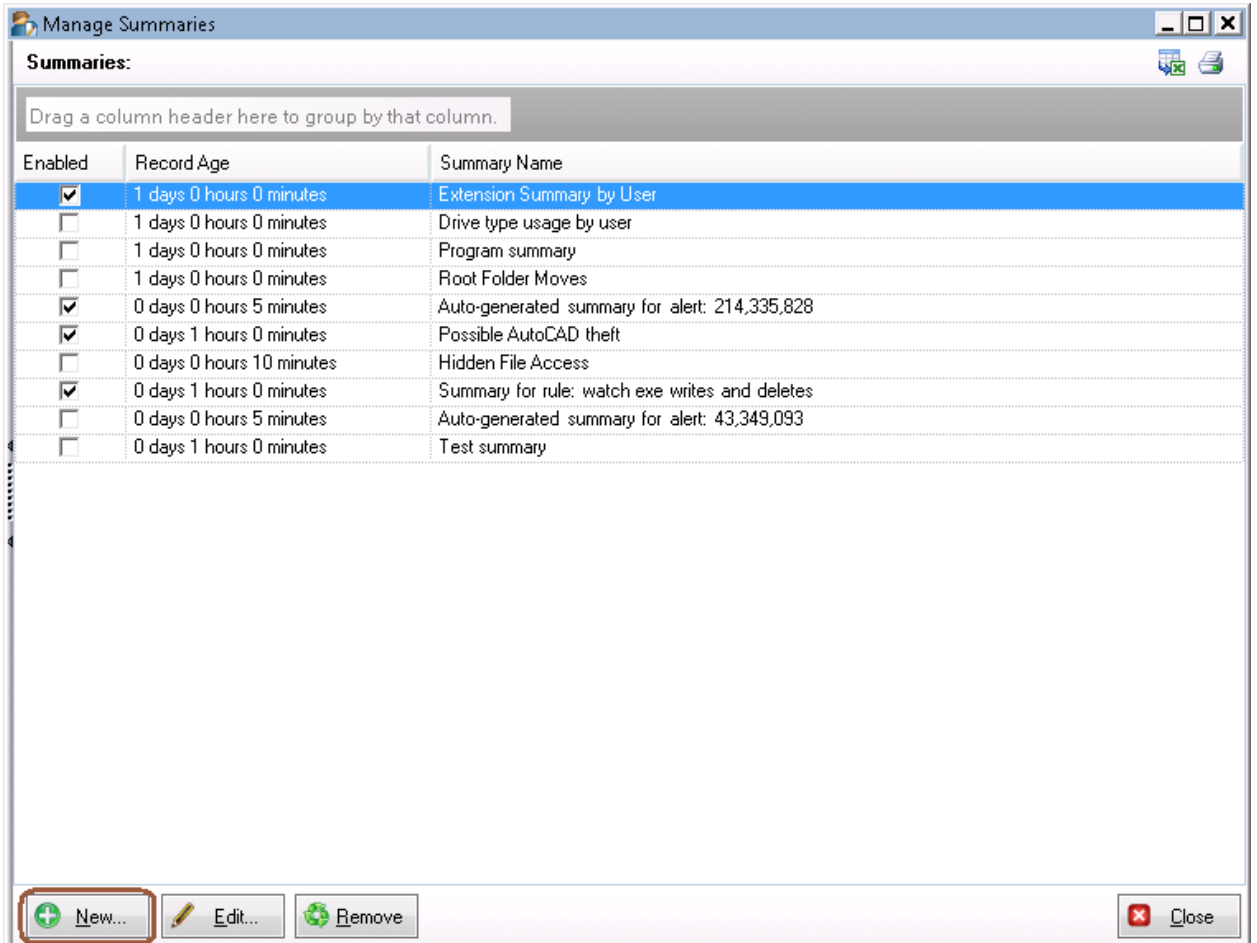 Manage Summaries
Summaries:
Drag a column header here to group by that column.
Enabled Record Age Summary Name
1 days 0 hours 0 minutes Extension Summary by User
1 days 0 hours 0 minutes Drive type usage by user
1 days 0 hours 0 minutes Program summary
1 days 0 hours 0 minutes Root Folder Moves
0 days 0 hours 5 minutes Auto-generated summary for alert: 214,335,828
0 days 1 hours 0 minutes Possible AutoCAD theft
0 days 0 hours 10 minutes Hidden File Access
0 days 1 hours 0 minutes Summary for rule: watch exe writes and deletes
0 days 0 hours 5 minutes Auto-generated summary for alert: 43,349,093
0 days 1 hours 0 minutes Test summary
New... Edit... Remove Close